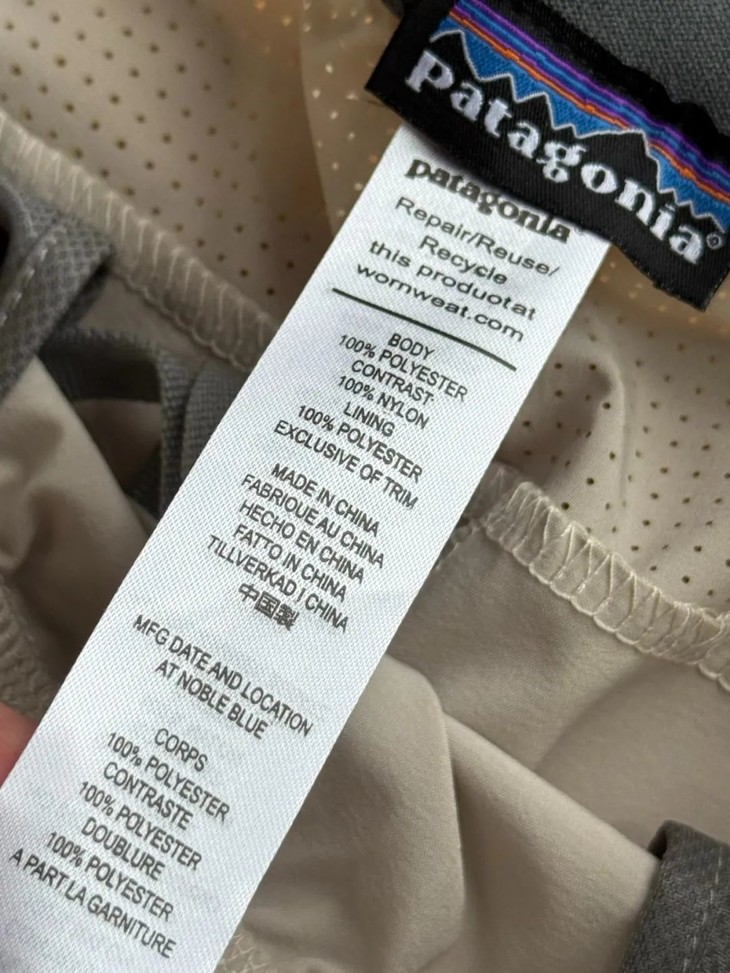 patagonia®
patagonia®
Repair/Reuse/
Recycle
this produotat
wornweat.com
BODY
100% POLYESTER
CONTRAST
100% NYLON
LINING
100% POLYESTER
EXCLUSIVE OF TRIM
MADE IN CHINA
FABRIOUE AU CHINA
HECHO EN CHINA
FATTO IN CHINA
TILLVERKAD I CHINA
中国製
MFG DATE AND LOCATION
AT NOBLE BLUE
CORPS
100% POLYESTER
CONTRASTE
100% POLYESTER
DOUBLURE
100% POLYESTER
A PART LA GARNITURE